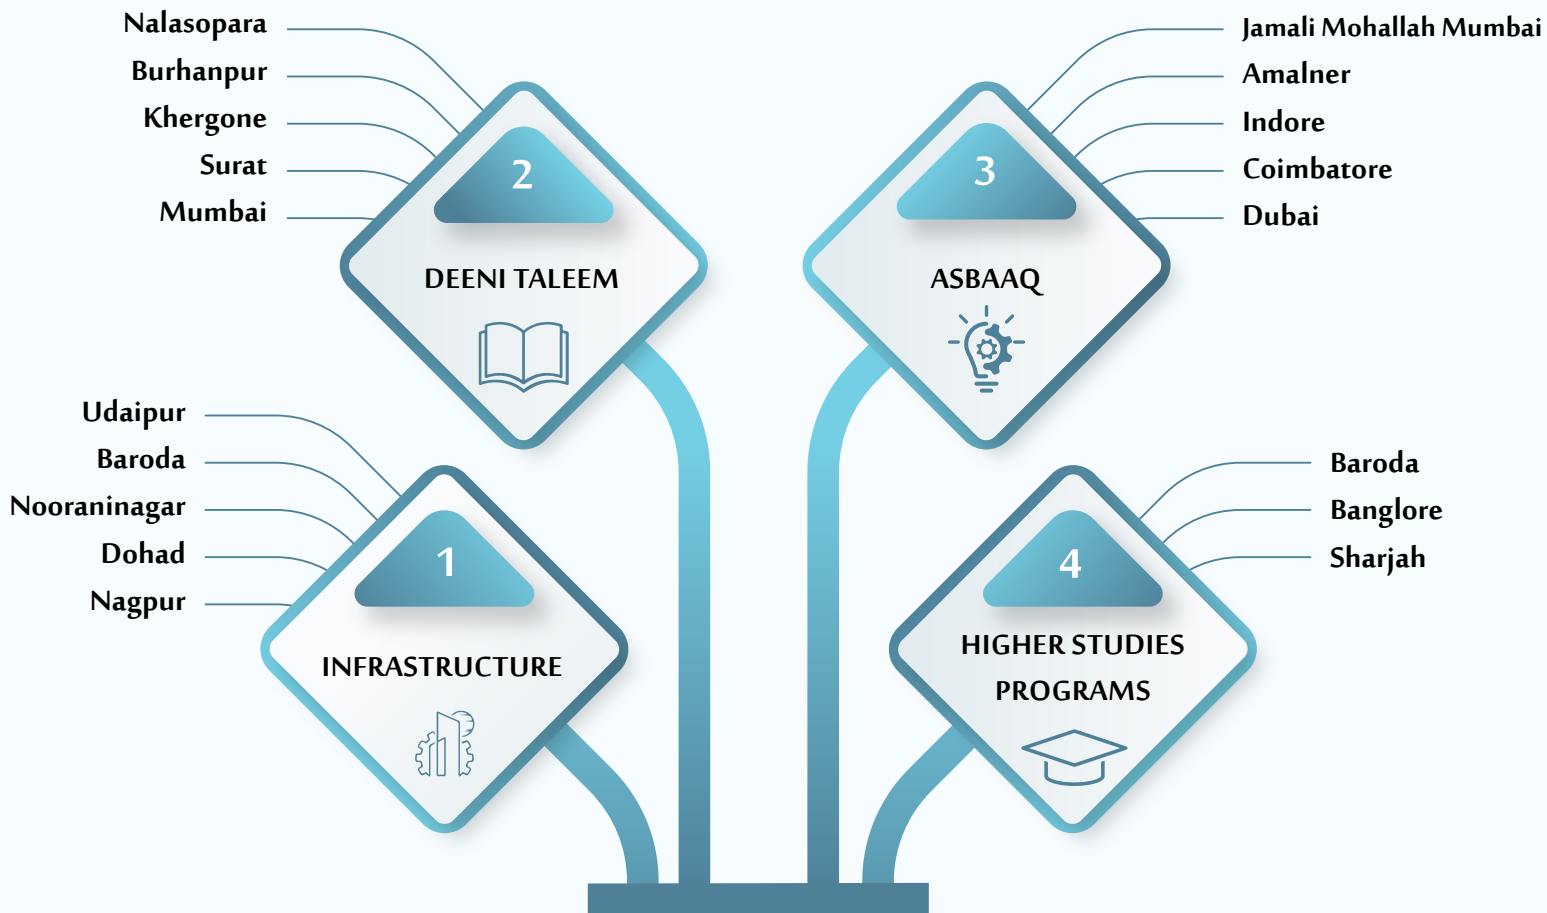 Nalasopara
Burhanpur
Khergone
Surat
Mumbai
2
DEENI TALEEM
Jamali Mohallah Mumbai
Amalner
Indore
Coimbatore
Dubai
3
ASBAAQ
Udaipur
Baroda
Nooraninagar
Dohad
Nagpur
1
INFRASTRUCTURE
Baroda
Banglore
Sharjah
4
HIGHER STUDIES
PROGRAMS